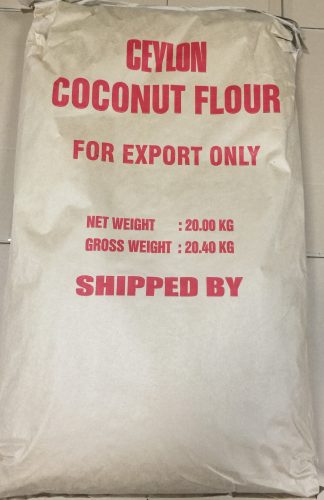 CEYLON
COCONUT FLOUR
FOR EXPORT ONLY
NET WEIGHT : 20.00 KG
GROSS WEIGHT : 20.40 KG
SHIPPED BY